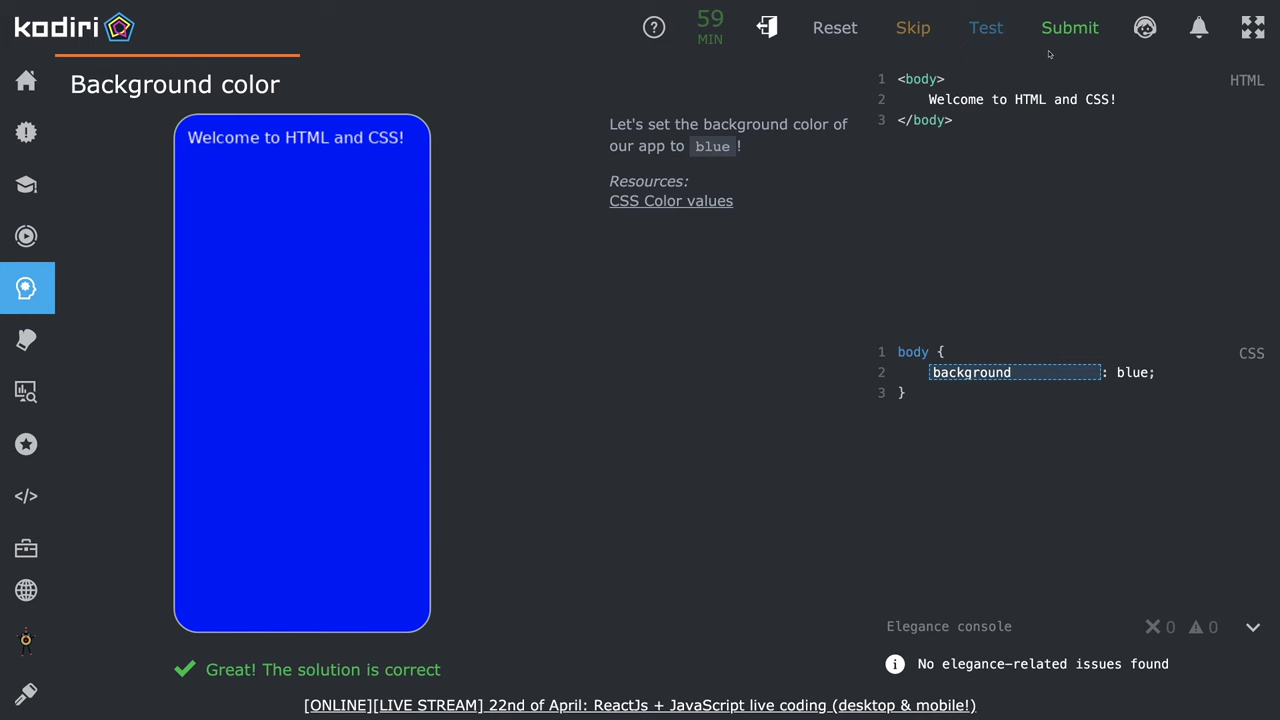 kodiri
59
MIN
Reset
Skip
Test
Submit
Background color
Welcome to HTML and CSS!
Let's set the background color of
our app to blue !
Resources:
CSS Color values
HTML
1 <body>
2 Welcome to HTML and CSS!
3 </body>
CSS
1 body {
2 background : blue;
3 }
Elegance console
0
0
No elegance-related issues found
Great! The solution is correct
[ONLINE][LIVE STREAM] 22nd of April: ReactJs + JavaScript live coding (desktop & mobile!)